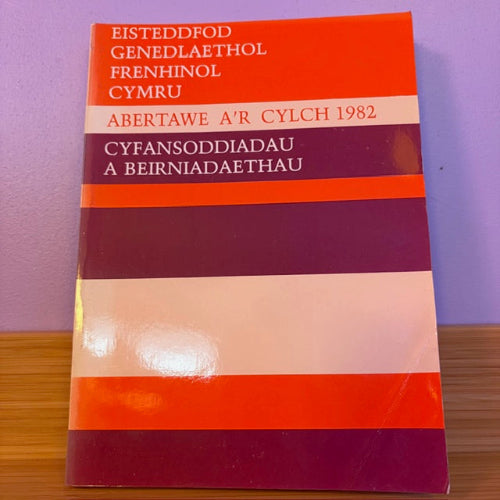 EISTEDDFOD
GENEDLAETHOL
FRENHINOL
CYMRU
ABERTAWE A'R CYLCH 1982
CYFANSODDIADAU
A BEIRNIADAETHAU